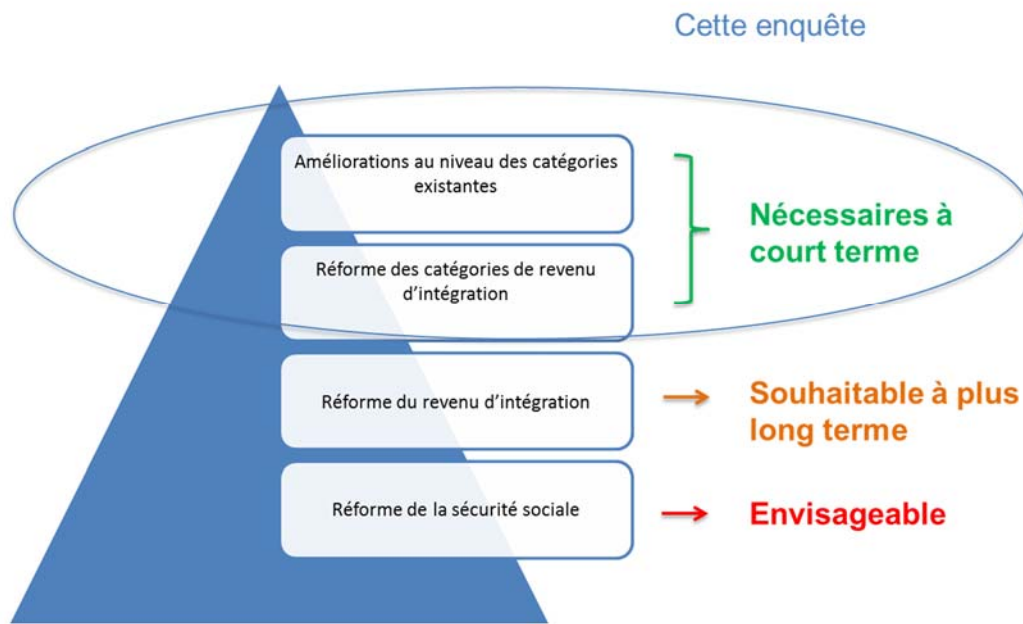 Cette enquête
Améliorations au niveau des catégories
existantes
Nécessaires à
court terme
Réforme des catégories de revenu
d'intégration
Réforme du revenu d'intégration
Souhaitable à plus
long terme
Réforme de la sécurité sociale
Envisageable